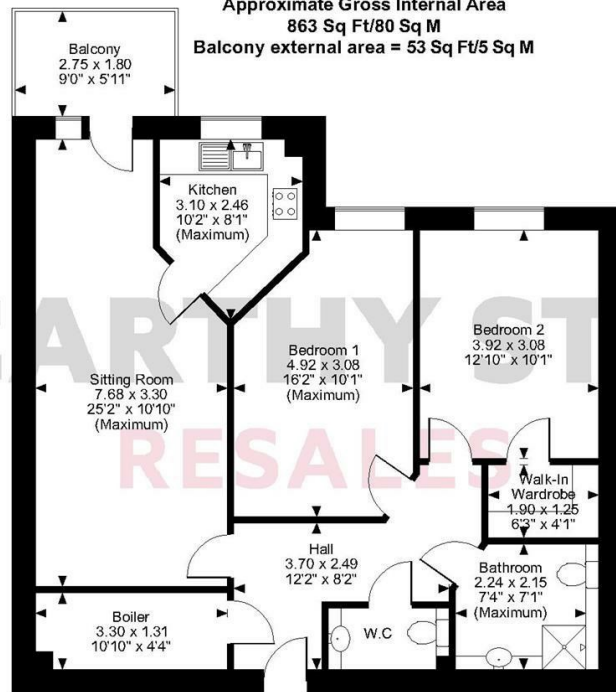 Approximate Gross Internal Area
863 Sq Ft/80 Sq M
Balcony external area = 53 Sq Ft/5 Sq M
Balcony
2.75 x 1.80
9'0" x 5'11"
Kitchen
3.10 x 2.46
10'2" x 8'1"
(Maximum)
Sitting Room
7.68 x 3.30
25'2" x 10'10"
(Maximum)
Bedroom 1
4.92 x 3.08
16'2" x 10'1"
(Maximum)
Bedroom 2
3.92 x 3.08
12'10" x 10'1"
Walk-In
Wardrobe
1.90 x 1.25
6'3" x 4'1"
Hall
3.70 x 2.49
12'2" x 8'2"
Bathroom
2.24 x 2.15
7'4" x 7'1"
(Maximum)
Boiler
3.30 x 1.31
10'10" x 4'4"
W.C
ARTHY ST
RESALES